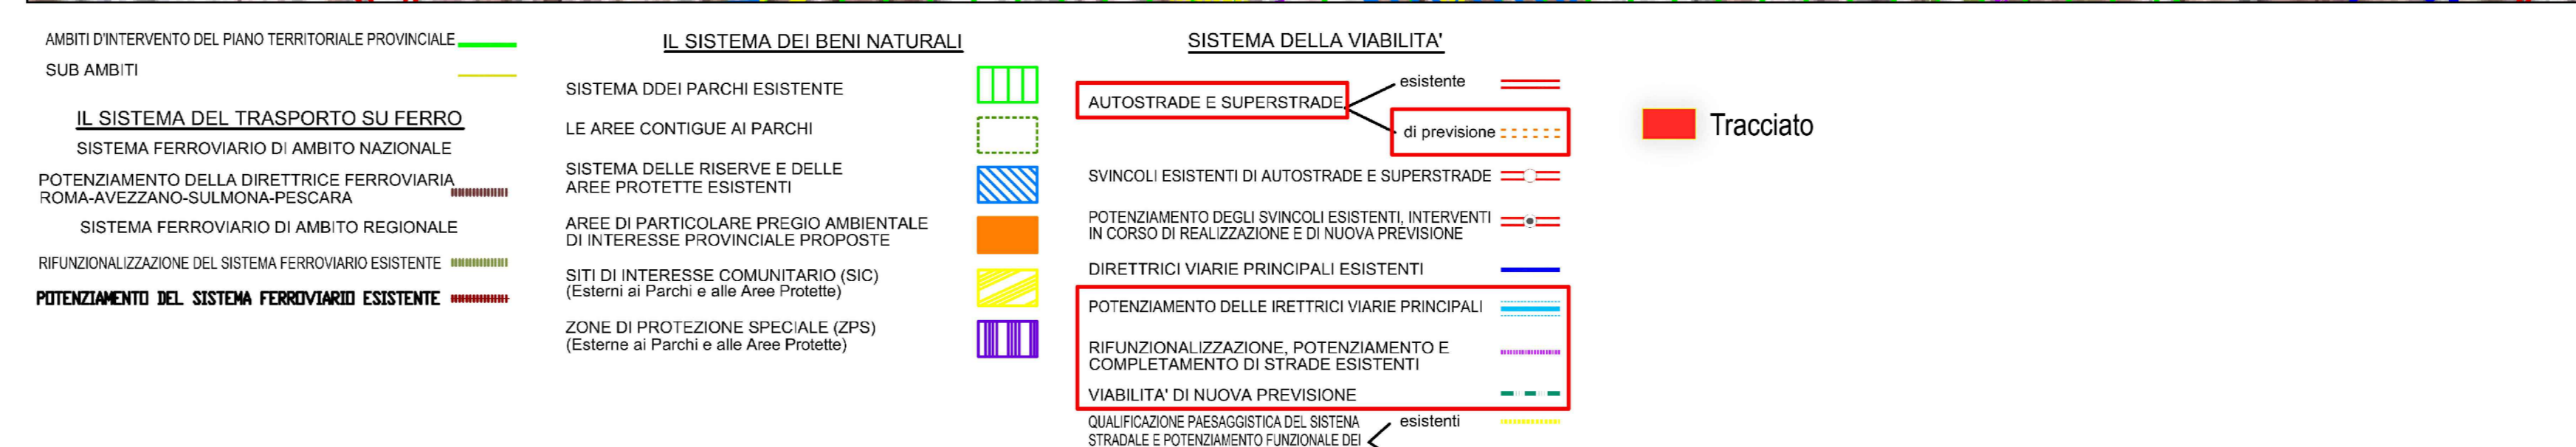 AMBITI D'INTERVENTO DEL PIANO TERRITORIALE PROVINCIALE
SUB AMBITI
IL SISTEMA DEL TRASPORTO SU FERRO
SISTEMA FERROVIARIO DI AMBITO NAZIONALE
POTENZIAMENTO DELLA DIRETTRICE FERROVIARIA
ROMA-AVEZZANO-SULMONA-PESCARA
SISTEMA FERROVIARIO DI AMBITO REGIONALE
RIFUNZIONALIZZAZIONE DEL SISTEMA FERROVIARIO ESISTENTE
POTENZIAMENTO DEL SISTEMA FERROVIARIO ESISTENTE
IL SISTEMA DEI BENI NATURALI
SISTEMA DDEI PARCHI ESISTENTE
LE AREE CONTIGUE AI PARCHI
SISTEMA DELLE RISERVE E DELLE
AREE PROTETTE ESISTENTI
AREE DI PARTICOLARE PREGIO AMBIENTALE
DI INTERESSE PROVINCIALE PROPOSTE
SITI DI INTERESSE COMUNITARIO (SIC)
(Esterni ai Parchi e alle Aree Protette)
ZONE DI PROTEZIONE SPECIALE (ZPS)
(Esterne ai Parchi e alle Aree Protette)
SISTEMA DELLA VIABILITA'
AUTOSTRADE E SUPERSTRADE
esistente
di previsione
SVINCOLI ESISTENTI DI AUTOSTRADE E SUPERSTRADE
POTENZIAMENTO DEGLI SVINCOLI ESISTENTI, INTERVENTI
IN CORSO DI REALIZZAZIONE E DI NUOVA PREVISIONE
DIRETTRICI VIARIE PRINCIPALI ESISTENTI
POTENZIAMENTO DELLE IRETTRICI VIARIE PRINCIPALI
RIFUNZIONALIZZAZIONE, POTENZIAMENTO E
COMPLETAMENTO DI STRADE ESISTENTI
VIABILITA' DI NUOVA PREVISIONE
QUALIFICAZIONE PAESAGGISTICA DEL SISTENA
STRADALE E POTENZIAMENTO FUNZIONALE DEI
esistenti
Tracciato